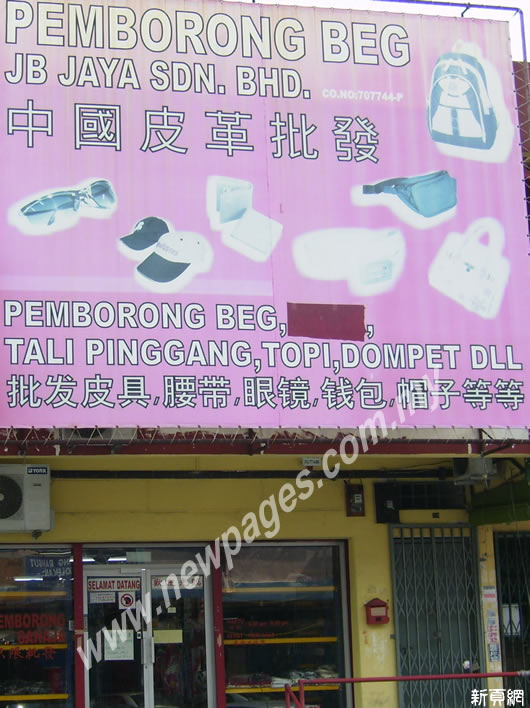 PEMBORONG BEG
JB JAYA SDN. BHD. CO.NO:707744-P
中國皮革批發
PEMBORONG BEG, ,
TALI PINGGANG,TOPI,DOMPET DLL
批发皮具,腰带,眼镜,钱包,帽子等等
www.newpages.com.my
YORK
SELAMAT DATANG
PEMBORONG
新頁網